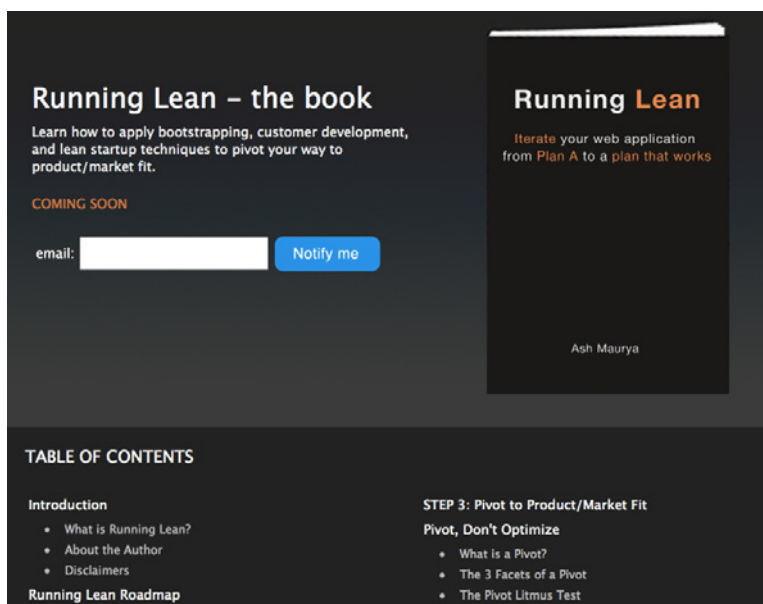 Running Lean – the book
Learn how to apply bootstrapping, customer development,
and lean startup techniques to pivot your way to
product/market fit.
COMING SOON
email:
Notify me
Running Lean
Iterate your web application
from Plan A to a plan that works
Ash Maurya
TABLE OF CONTENTS
Introduction
• What is Running Lean?
• About the Author
• Disclaimers
Running Lean Roadmap
STEP 3: Pivot to Product/Market Fit
Pivot, Don't Optimize
• What is a Pivot?
• The 3 Facets of a Pivot
• The Pivot Litmus Test